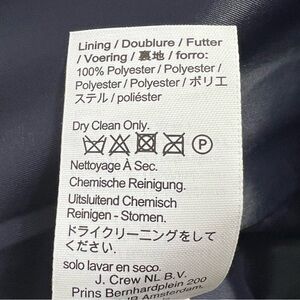 Lining / Doublure / Futter
/ Voering / 裏地 / forro:
100% Polyester / Polyester /
Polyester / Polyester / ポリエ
ステル / poliéster
Dry Clean Only.
P
Nettoyage À Sec.
Chemische Reinigung.
Uitsluitend Chemisch
Reinigen - Stomen.
ドライクリーニングをして
ください.
solo lavar en seco.
J. Crew NL B.V.
Prins Bernhardplein 200
Amsterdam.